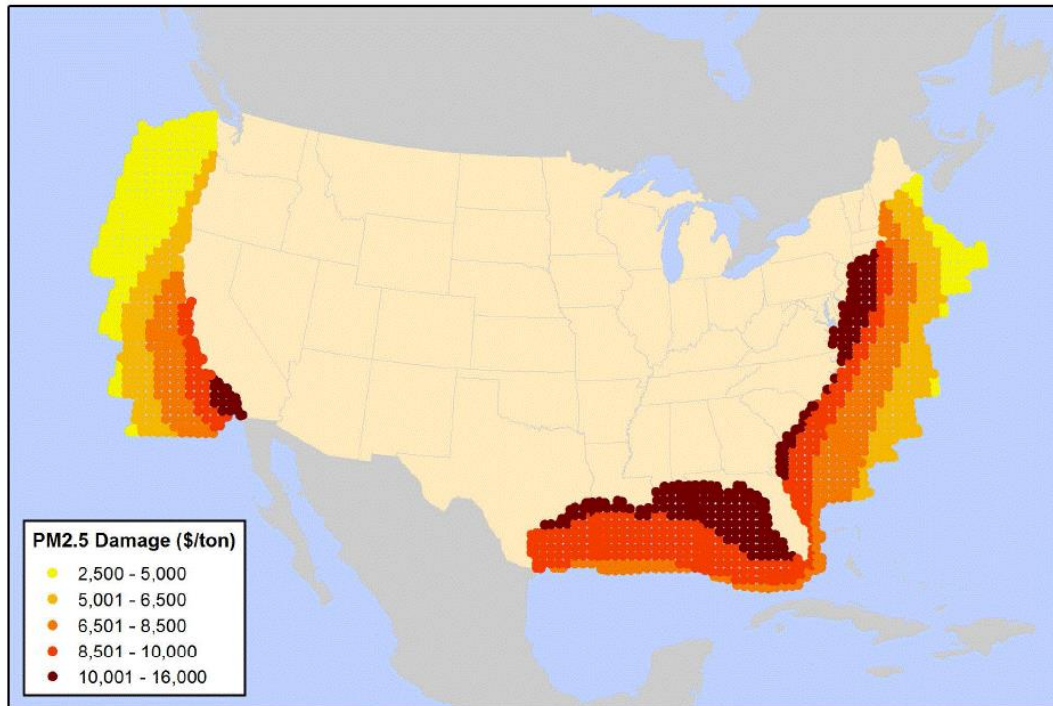 PM2.5 Damage ($/ton)
2,500 - 5,000
5,001 - 6,500
6,501 - 8,500
8,501 - 10,000
10,001 - 16,000